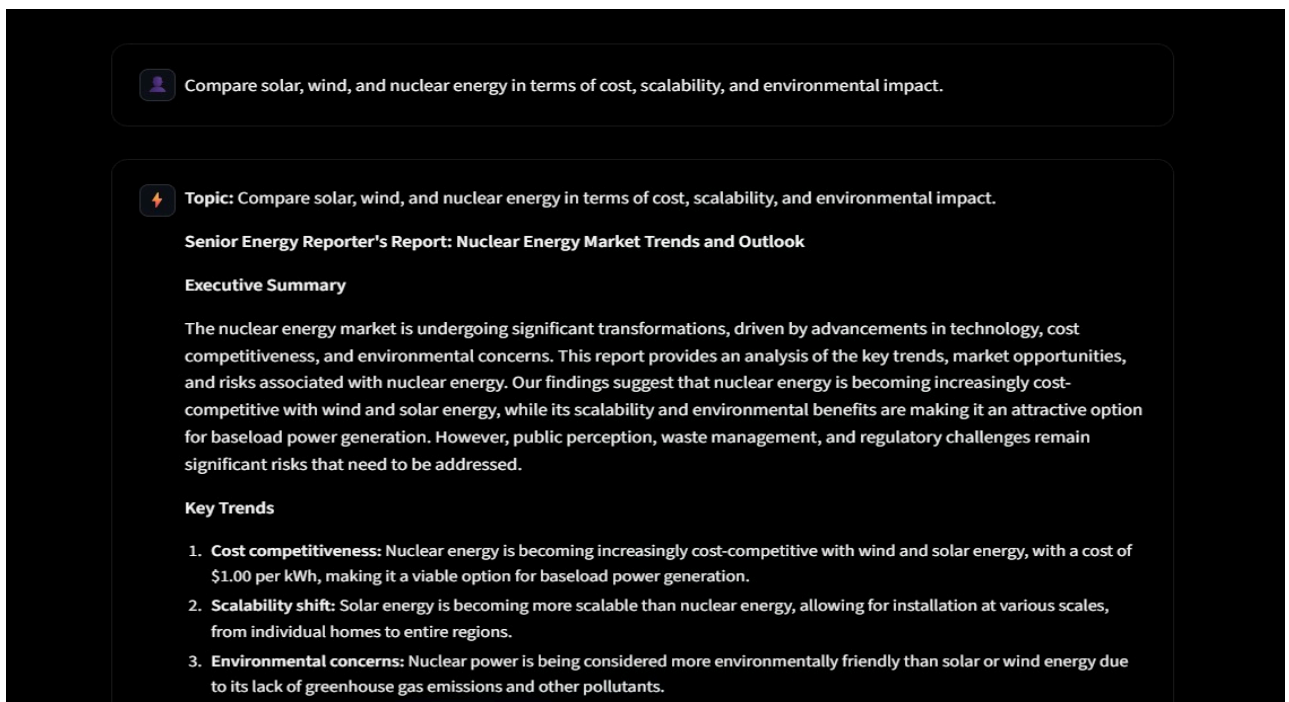 Compare solar, wind, and nuclear energy in terms of cost, scalability, and environmental impact.
Topic: Compare solar, wind, and nuclear energy in terms of cost, scalability, and environmental impact.
Senior Energy Reporter's Report: Nuclear Energy Market Trends and Outlook
Executive Summary
The nuclear energy market is undergoing significant transformations, driven by advancements in technology, cost
competitiveness, and environmental concerns. This report provides an analysis of the key trends, market opportunities,
and risks associated with nuclear energy. Our findings suggest that nuclear energy is becoming increasingly cost-
competitive with wind and solar energy, while its scalability and environmental benefits are making it an attractive option
for baseload power generation. However, public perception, waste management, and regulatory challenges remain
significant risks that need to be addressed.
Key Trends
1. Cost competitiveness: Nuclear energy is becoming increasingly cost-competitive with wind and solar energy, with a cost of
$1.00 per kWh, making it a viable option for baseload power generation.
2. Scalability shift: Solar energy is becoming more scalable than nuclear energy, allowing for installation at various scales,
from individual homes to entire regions.
3. Environmental concerns: Nuclear power is being considered more environmentally friendly than solar or wind energy due
to its lack of greenhouse gas emissions and other pollutants.